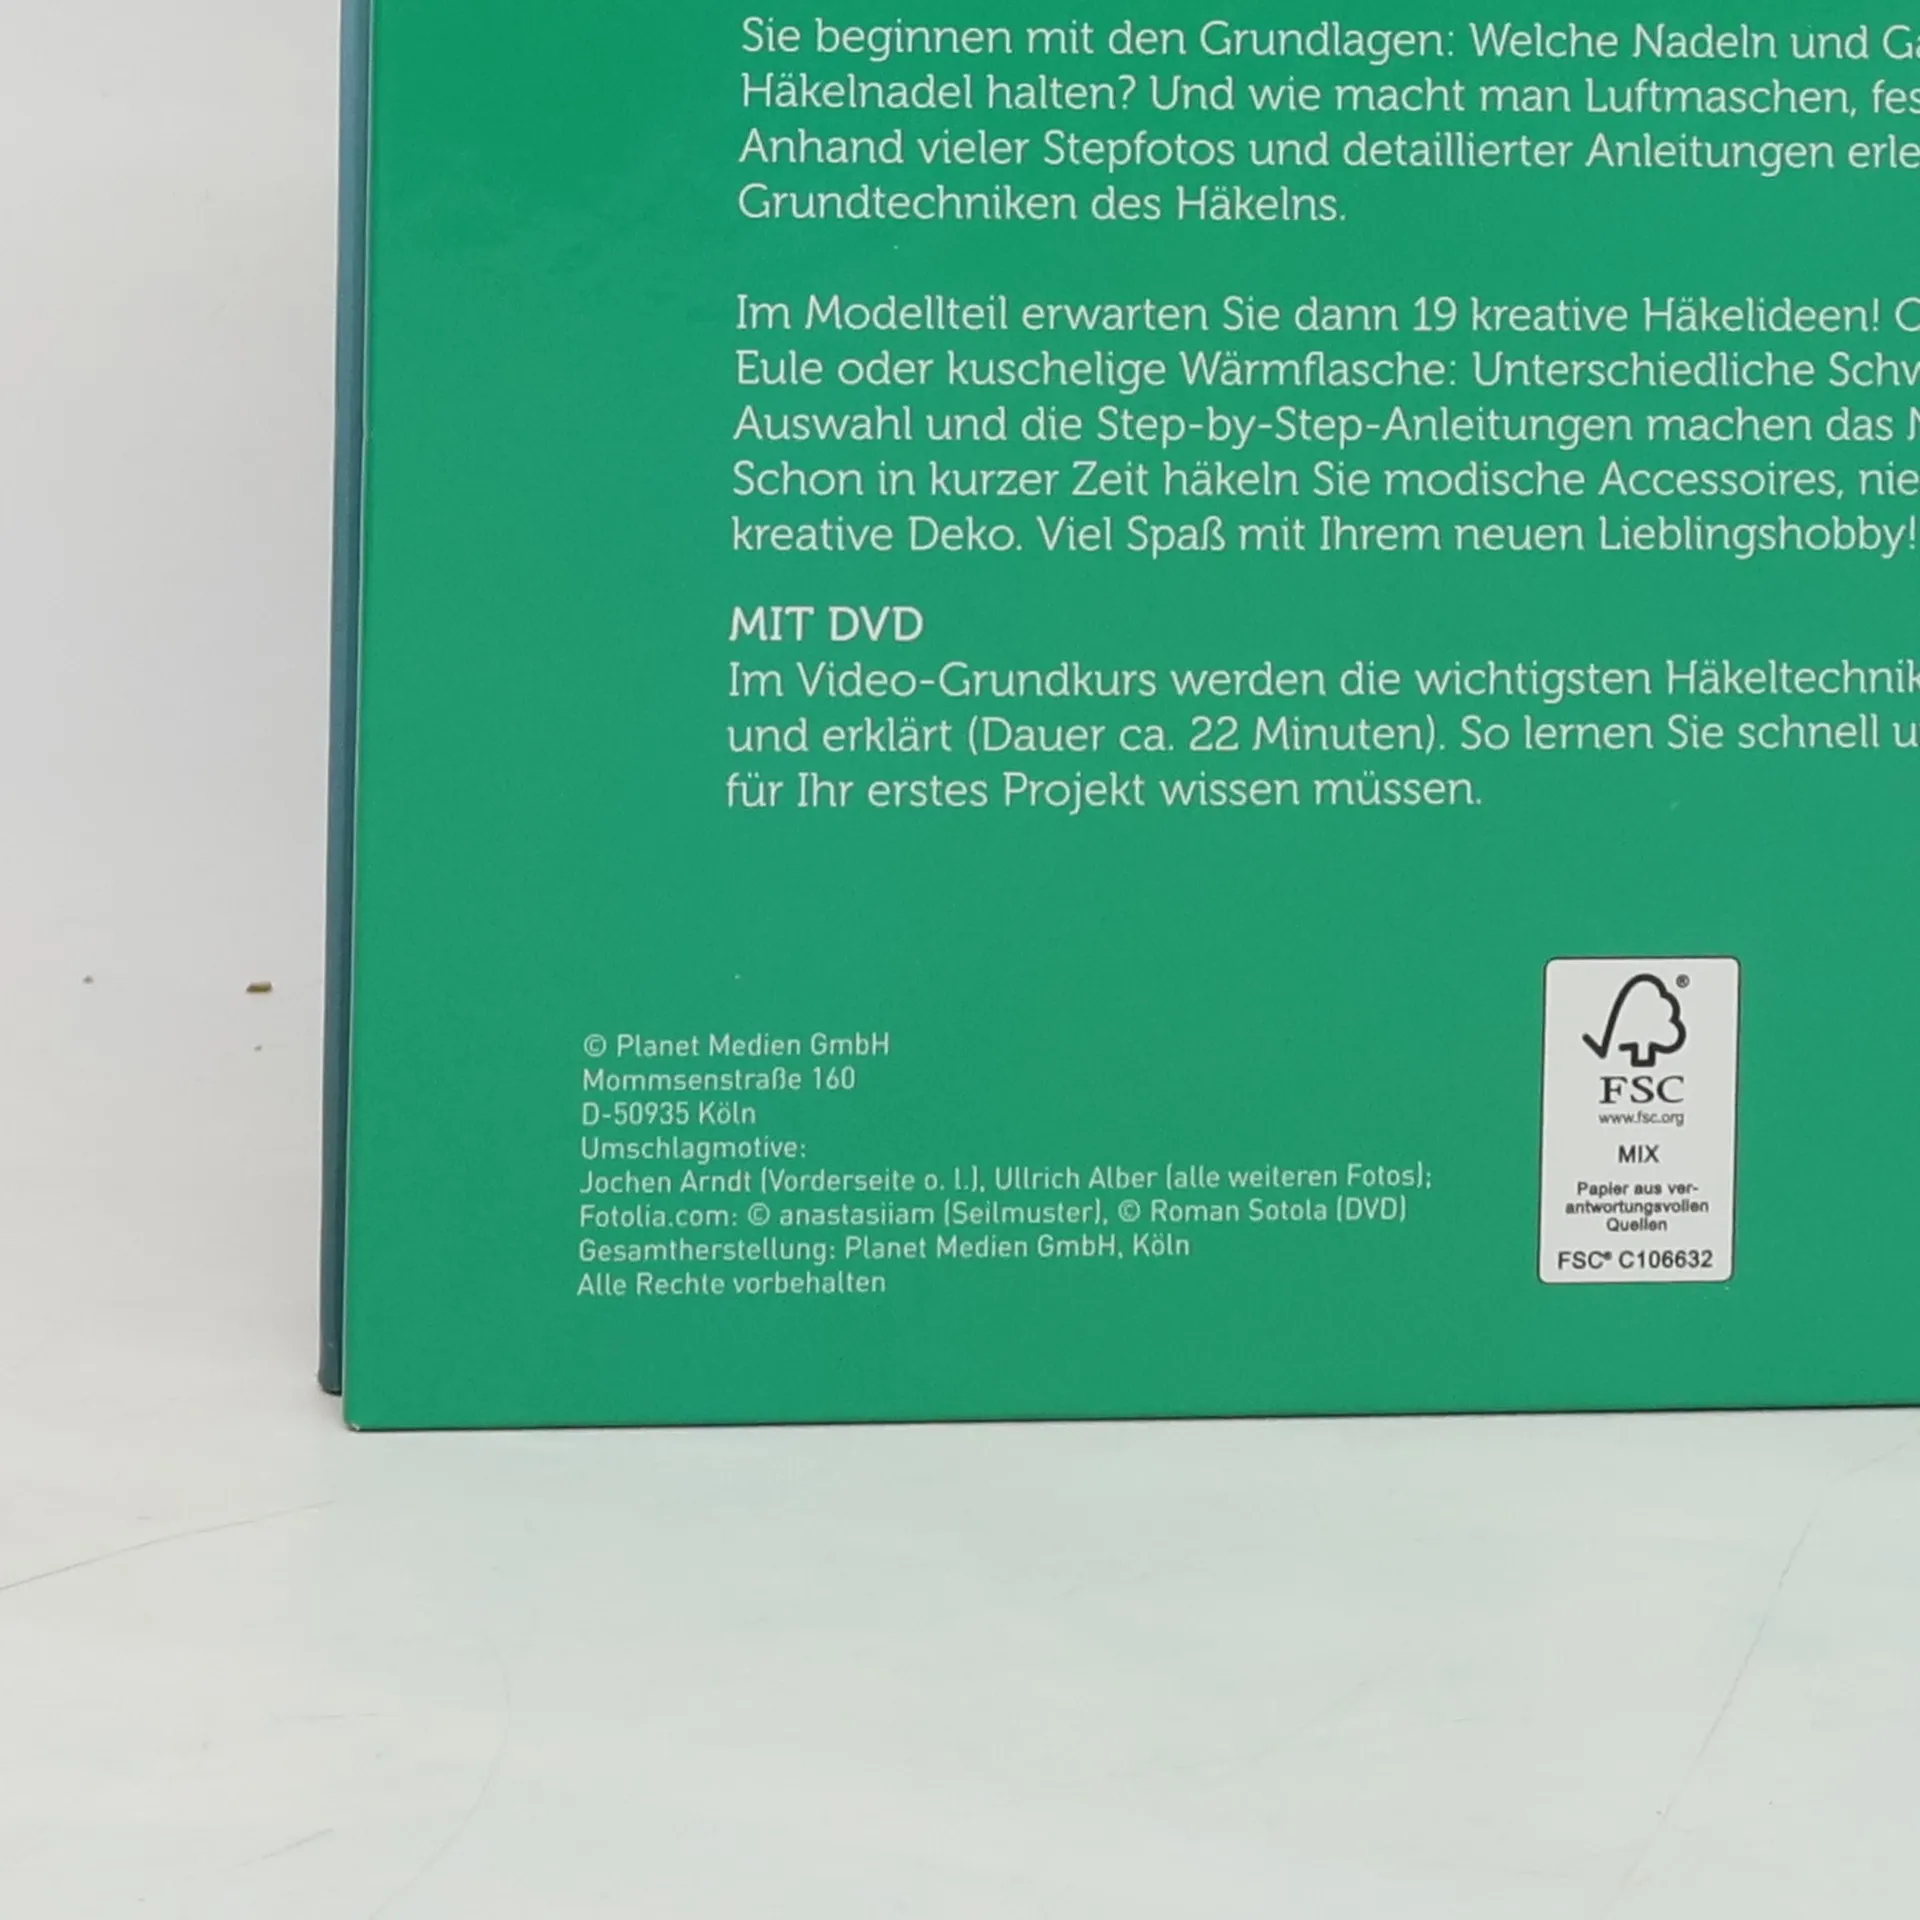 Sie beginnen mit den Grundlagen: Welche Nadeln und
Häkelnadel halten? Und wie macht man Luftmaschen,
Anhand vieler Stepfotos und detaillierter Anleitungen
Grundtechniken des Häkelns.
Im Modellteil erwarten Sie dann 19 kreative Häkelideen!
Eule oder kuschelige Wärmflasche: Unterschiedliche
Auswahl und die Step-by-Step-Anleitungen machen das
Schon in kurzer Zeit häkeln Sie modische Accessoires,
kreative Deko. Viel Spaß mit Ihrem neuen Lieblingshobby!
MIT DVD
Im Video-Grundkurs werden die wichtigsten
und erklärt (Dauer ca. 22 Minuten). So lernen Sie schnell
für Ihr erstes Projekt wissen müssen.
© Planet Medien GmbH
Mommsenstraße 160
D-50935 Köln
Umschlagmotive:
Jochen Arndt (Vorderseite o. l.), Ullrich Alber (alle weiteren Fotos);
Fotolia.com: © anastasiiam (Seilmuster), © Roman Sotola (DVD)
Gesamtherstellung: Planet Medien GmbH, Köln
Alle Rechte vorbehalten
®
FSC
www.fsc.org
MIX
Papier aus ver-
antwortungsvollen
Quellen
FSC® C106632